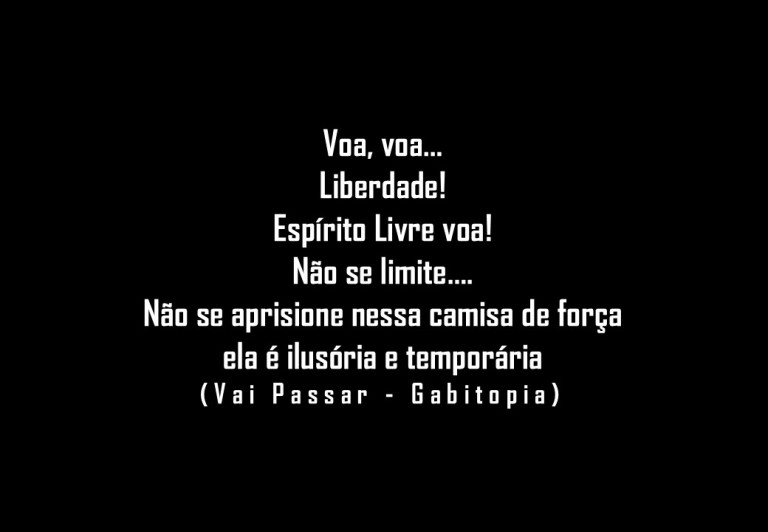 Voa, voa...
Liberdade!
Espírito Livre voa!
Não se limite....
Não se aprisione nessa camisa de força
ela é ilusória e temporária
(Vai Passar - Gabitopia)